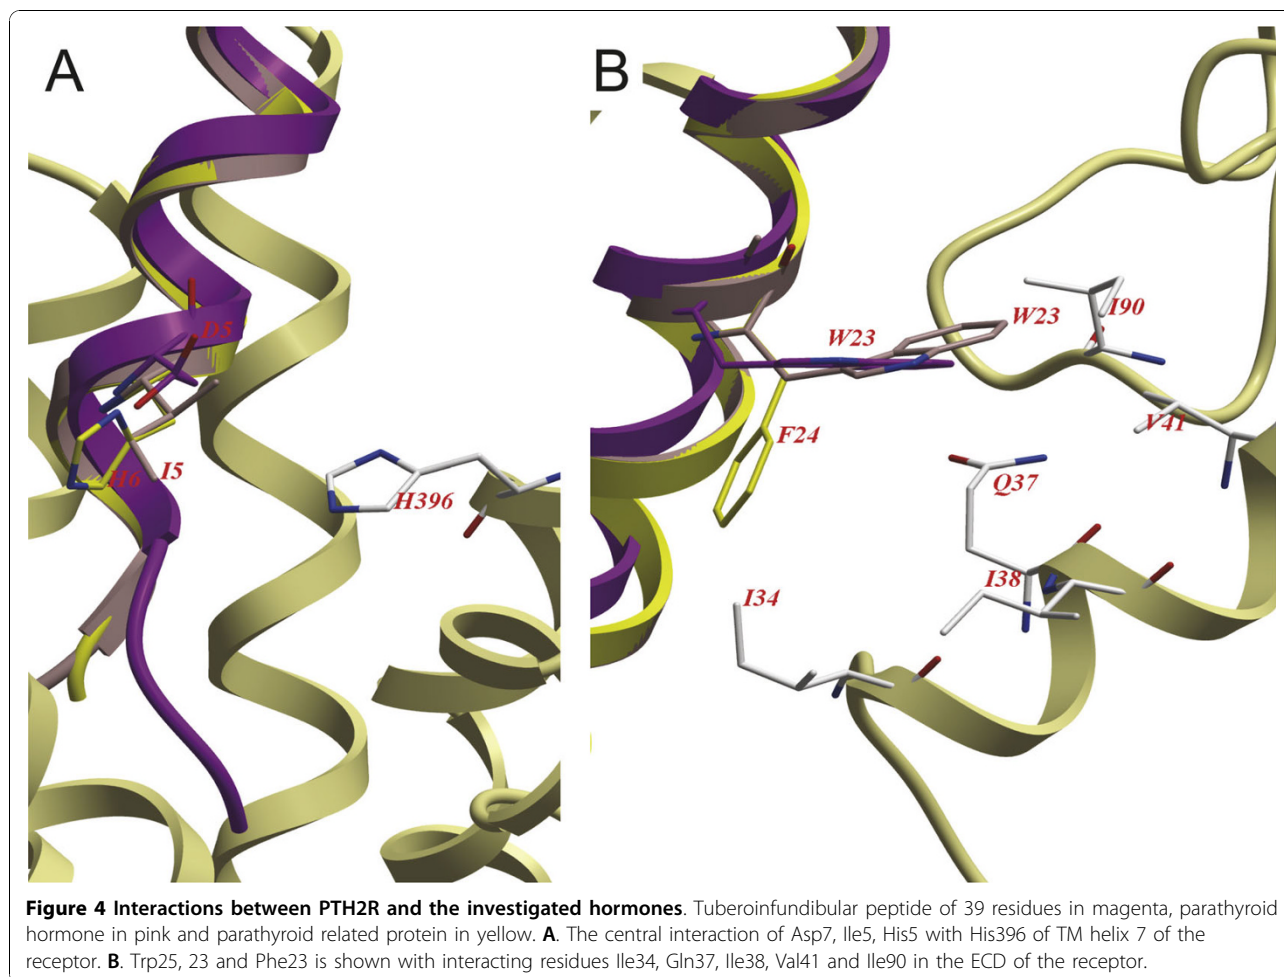 A
B
D5
H6
I5
H396
W23
W23
I90
F24
V41
Q37
I38
I34
Figure 4 Interactions between PTH2R and the investigated hormones. Tuberoinfundibular peptide of 39 residues in magenta, parathyroid
hormone in pink and parathyroid related protein in yellow. A. The central interaction of Asp7, Ile5, His5 with His396 of TM helix 7 of the
receptor. B. Trp25, 23 and Phe23 is shown with interacting residues Ile34, Gln37, Ile38, Val41 and Ile90 in the ECD of the receptor.